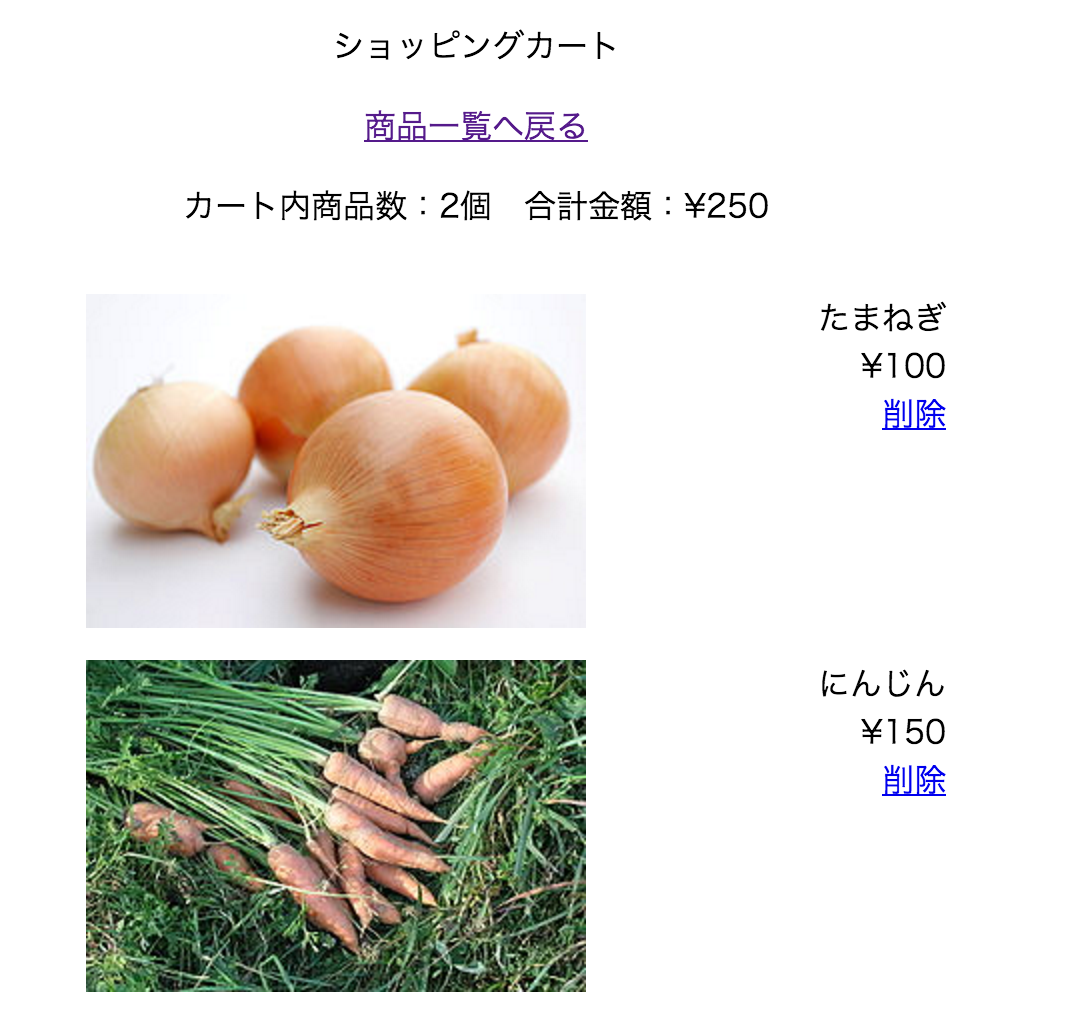 ショッピングカート
商品一覧へ戻る
カート内商品数：2個　合計金額：¥250
たまねぎ
¥100
削除
にんじん
¥150
削除